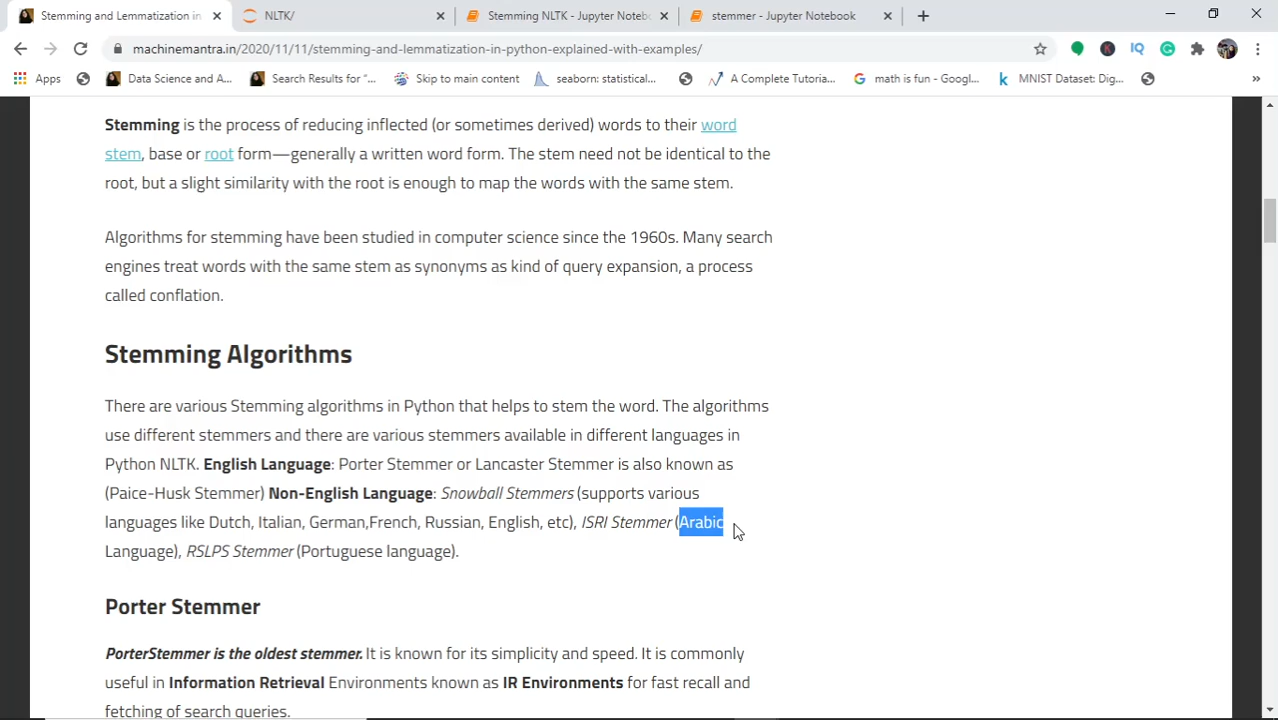 Stemming and Lemmatization in
NLTK/
Stemming NLTK - Jupyter Notebo
stemmer - Jupyter Notebook
machinemantra.in/2020/11/11/stemming-and-lemmatization-in-python-explained-with-examples/
Apps
Data Science and A...
Search Results for "...
Skip to main content
seaborn: statistical...
A Complete Tutoria...
math is fun - Googl...
MNIST Dataset: Dig...
Stemming is the process of reducing inflected (or sometimes derived) words to their word
stem, base or root form—generally a written word form. The stem need not be identical to the
root, but a slight similarity with the root is enough to map the words with the same stem.
Algorithms for stemming have been studied in computer science since the 1960s. Many search
engines treat words with the same stem as synonyms as kind of query expansion, a process
called conflation.
Stemming Algorithms
There are various Stemming algorithms in Python that helps to stem the word. The algorithms
use different stemmers and there are various stemmers available in different languages in
Python NLTK. English Language: Porter Stemmer or Lancaster Stemmer is also known as
(Paice-Husk Stemmer) Non-English Language: Snowball Stemmers (supports various
languages like Dutch, Italian, German,French, Russian, English, etc), ISRI Stemmer (Arabic
Language), RSLPS Stemmer (Portuguese language).
Porter Stemmer
PorterStemmer is the oldest stemmer. It is known for its simplicity and speed. It is commonly
useful in Information Retrieval Environments known as IR Environments for fast recall and
fetching of search queries.